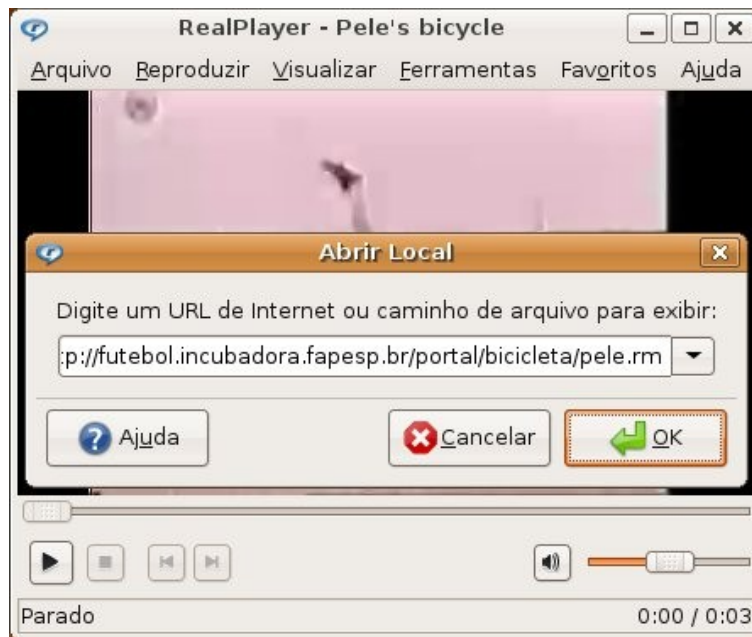 RealPlayer - Pele's bicycle
Arquivo Reproduzir Visualizar Ferramentas Favoritos Ajuda
Abrir Local
Digite um URL de Internet ou caminho de arquivo para exibir:
:p://futebol.incubadora.fapesp.br/portal/bicicleta/pele.rm
Ajuda Cancelar OK
Parado 0:00 / 0:03